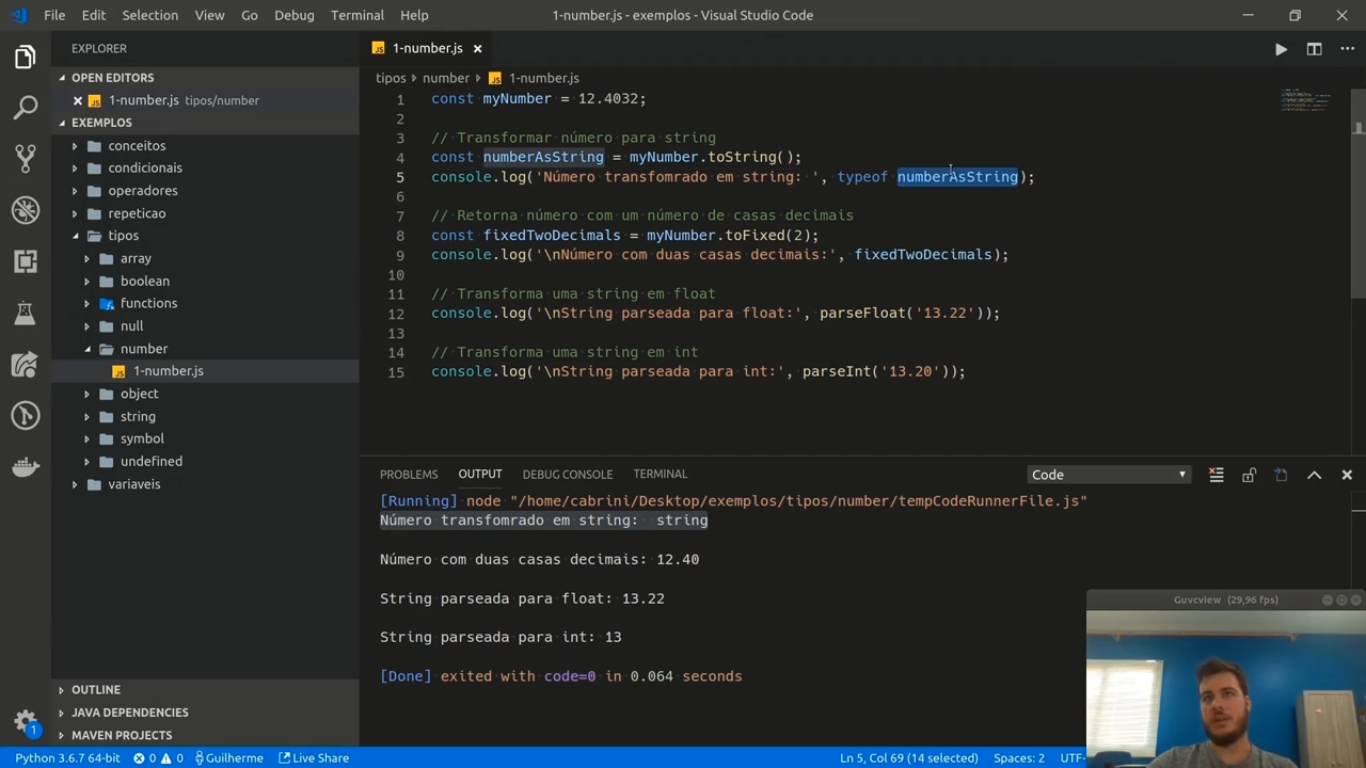 File Edit Selection View Go Debug Terminal Help 1-number.js - exemplos - Visual Studio Code
EXPLORER
OPEN EDITORS
1-number.js tipos/number
EXEMPLOS
conceitos
condicionais
operadores
repeticao
tipos
array
boolean
functions
null
number
1-number.js
object
string
symbol
undefined
variaveis
OUTLINE
JAVA DEPENDENCIES
MAVEN PROJECTS
JS 1-number.js
tipos number JS 1-number.js
1 const myNumber = 12.4032;
2
3 // Transformar número para string
4 const numberAsString = myNumber.toString();
5 console.log('Número transfomrado em string: ', typeof numberAsString);
6
7 // Retorna número com um número de casas decimais
8 const fixedTwoDecimals = myNumber.toFixed(2);
9 console.log('\nNúmero com duas casas decimais:', fixedTwoDecimals);
10
11 // Transforma uma string em float
12 console.log('\nString parseada para float:', parseFloat('13.22'));
13
14 // Transforma uma string em int
15 console.log('\nString parseada para int:', parseInt('13.20'));
PROBLEMS OUTPUT DEBUG CONSOLE TERMINAL Code
[Running] node "/home/cabrini/Desktop/exemplos/tipos/number/tempCodeRunnerFile.js"
Número transfomrado em string:  string
Número com duas casas decimais: 12.40
String parseada para float: 13.22
String parseada para int: 13
[Done] exited with code=0 in 0.064 seconds
Guvcview (29,96 fps)
1
Python 3.6.7 64-bit 0 0 Guilherme Live Share Ln 5, Col 69 (14 selected) Spaces: 2 UTF-